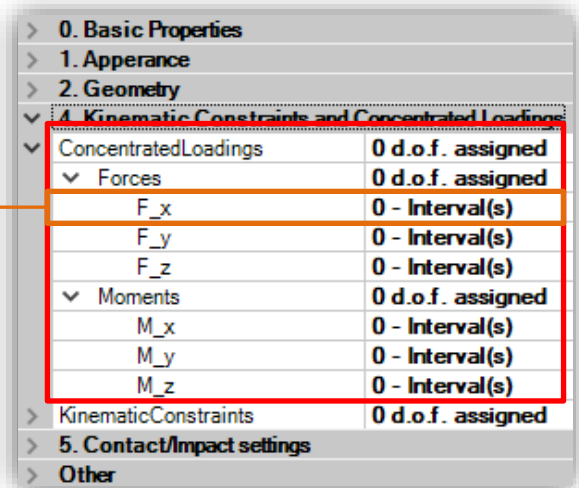 0. Basic Properties
1. Apperance
2. Geometry
4. Kinematic Constraints and Concentrated Loadings
ConcentratedLoadings 0 d.o.f. assigned
Forces 0 d.o.f. assigned
F_x 0 - Interval(s)
F_y 0 - Interval(s)
F_z 0 - Interval(s)
Moments 0 d.o.f. assigned
M_x 0 - Interval(s)
M_y 0 - Interval(s)
M_z 0 - Interval(s)
KinematicConstraints 0 d.o.f. assigned
5. Contact/Impact settings
Other